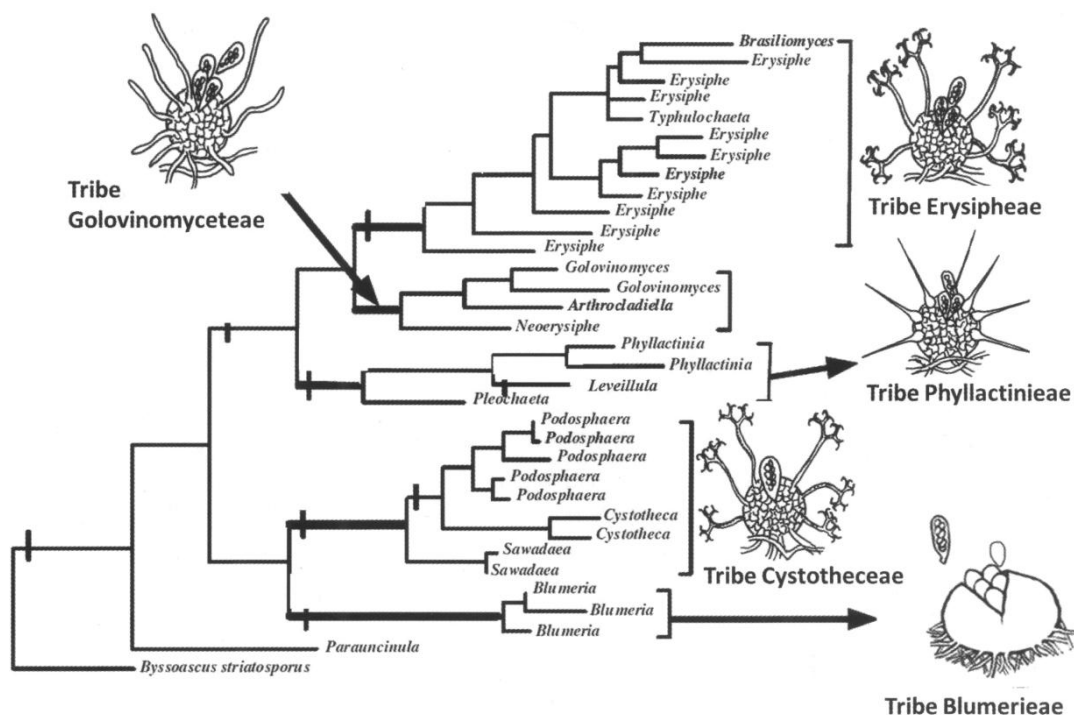 Tribe
Golovinomyceteae
Brasiliomyces
Erysiphe
Erysiphe
Erysiphe
Typhulochaeta
Erysiphe
Erysiphe
Erysiphe
Erysiphe
Erysiphe
Erysiphe
Erysiphe
Tribe Erysipheae
Golovinomyces
Golovinomyces
Arthrocladiella
Neoerysiphe
Phyllactinia
Phyllactinia
Leveillula
Pleochaeta
Tribe Phyllactinieae
Podosphaera
Podosphaera
Podosphaera
Podosphaera
Podosphaera
Cystotheca
Cystotheca
Sawadaea
Sawadaea
Tribe Cystotheceae
Blumeria
Blumeria
Blumeria
Parauncinula
Byssoascus striatosporus
Tribe Blumerieae